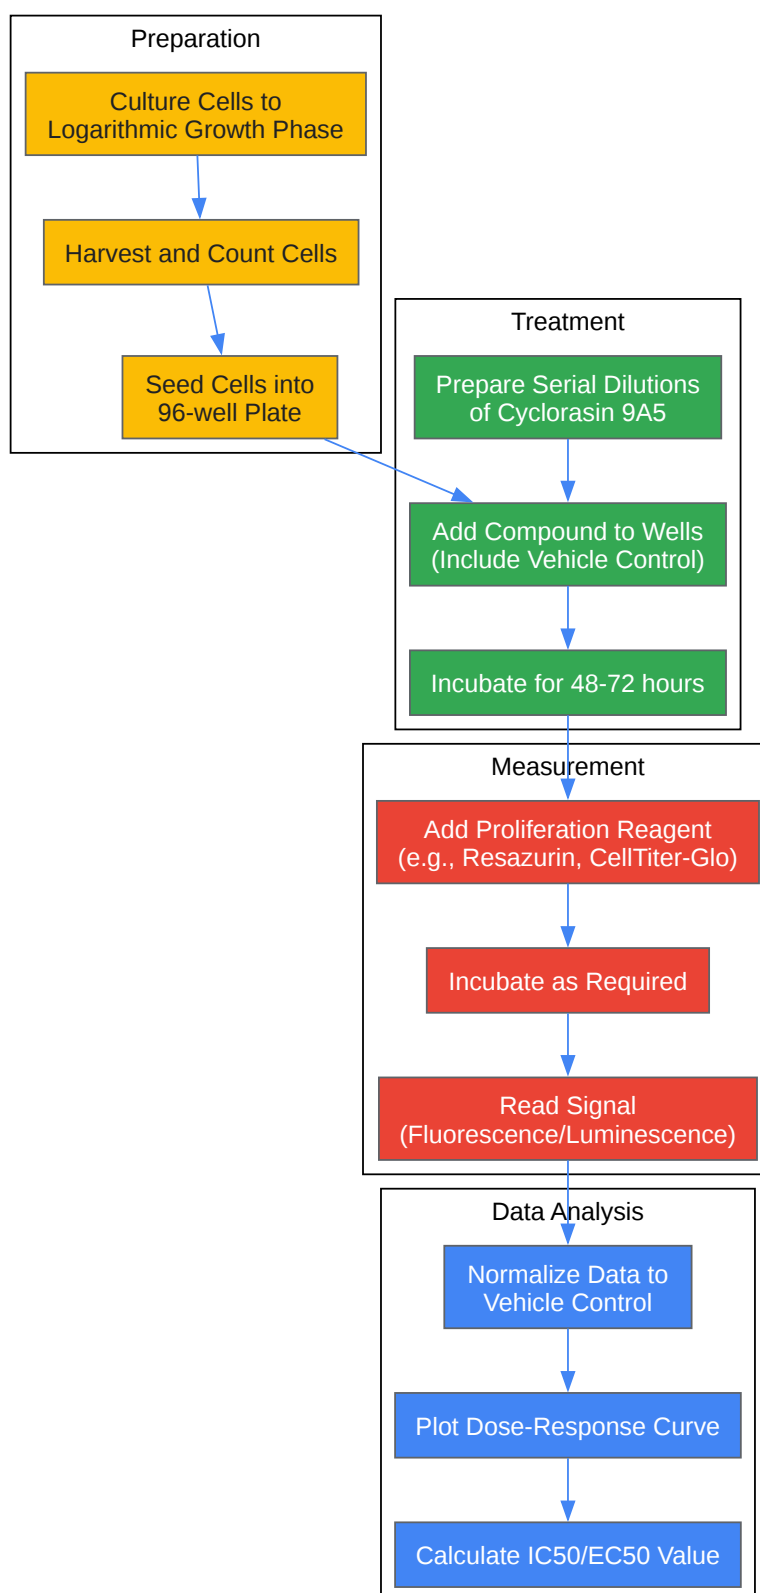 Preparation
Culture Cells to
Logarithmic Growth Phase
Harvest and Count Cells
Seed Cells into
96-well Plate
Treatment
Prepare Serial Dilutions
of Cyclorasin 9A5
Add Compound to Wells
(Include Vehicle Control)
Incubate for 48-72 hours
Measurement
Add Proliferation Reagent
(e.g., Resazurin, CellTiter-Glo)
Incubate as Required
Read Signal
(Fluorescence/Luminescence)
Data Analysis
Normalize Data to
Vehicle Control
Plot Dose-Response Curve
Calculate IC50/EC50 Value